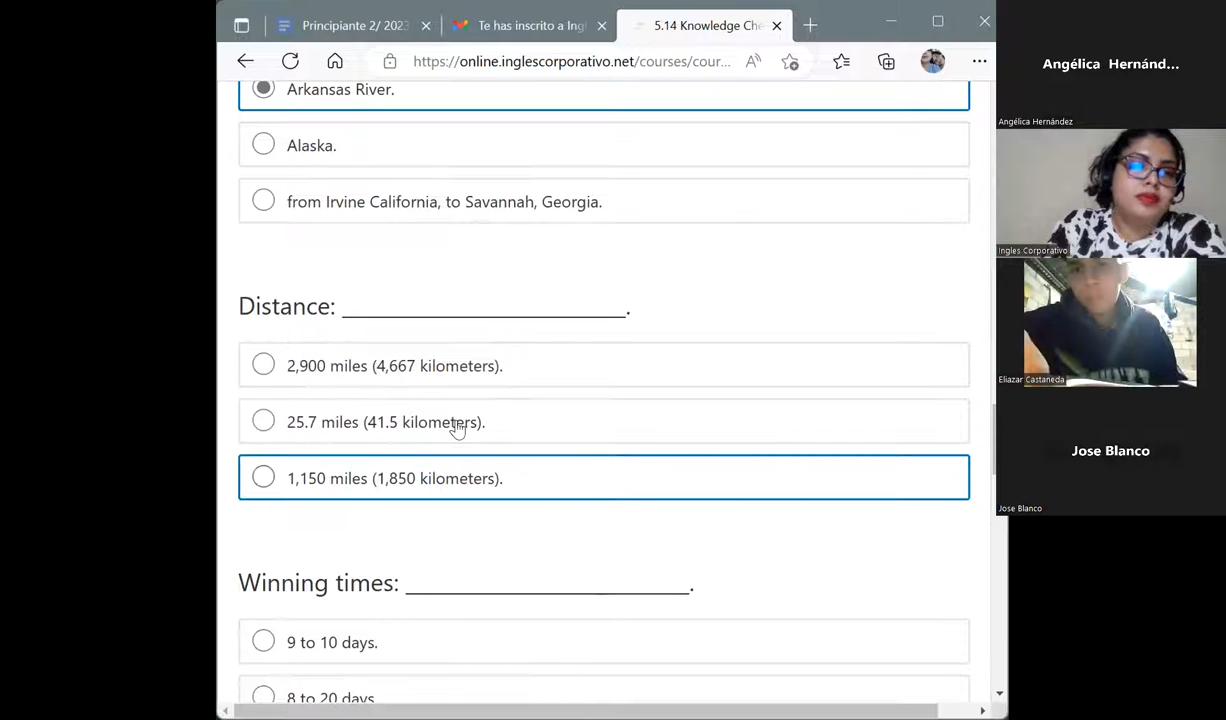 Principiante 2/ 2023
Te has inscrito a Ing
5.14 Knowledge Che
https://online.inglescorporativo.net/courses/cour...
Arkansas River.
Alaska.
from Irvine California, to Savannah, Georgia.
Distance: ______________________.
2,900 miles (4,667 kilometers).
25.7 miles (41.5 kilometers).
1,150 miles (1,850 kilometers).
Winning times: ______________________.
9 to 10 days.
8 to 20 days
Angélica Hernánd...
Angélica Hernández
Ingles Corporativo
Eliazar Castaneda
Jose Blanco
Jose Blanco